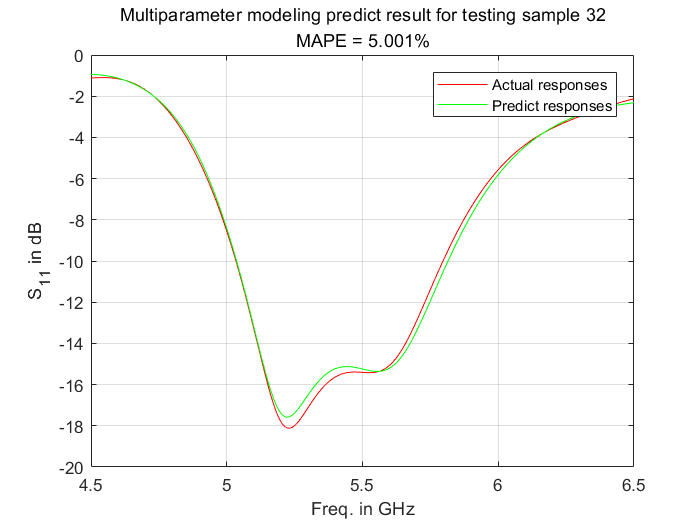 Multiparameter modeling predict result for testing sample 32
MAPE = 5.001%
0
-2
-4
-6
-8
-10
-12
-14
-16
-18
-20
S11 in dB
Actual responses
Predict responses
4.5 5 5.5 6 6.5
Freq. in GHz